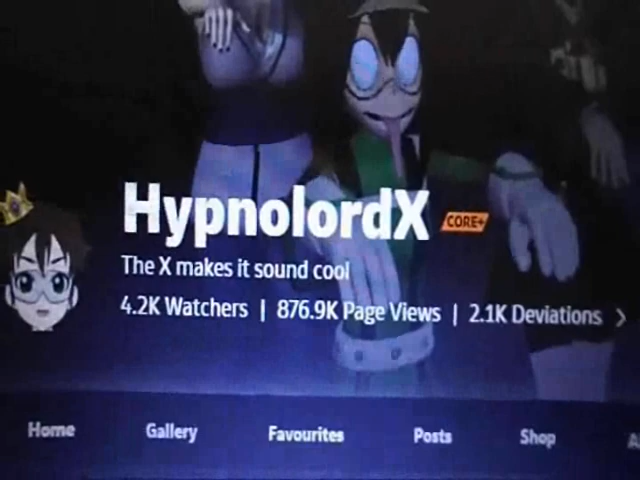 HypnolordX CORE+
The X makes it sound cool
4.2K Watchers | 876.9K Page Views | 2.1K Deviations >
Home Gallery Favourites Posts Shop